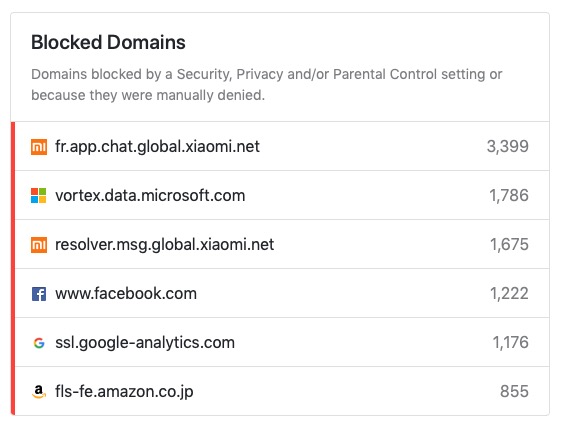 Blocked Domains
Domains blocked by a Security, Privacy and/or Parental Control setting or
because they were manually denied.
fr.app.chat.global.xiaomi.net 3,399
vortex.data.microsoft.com 1,786
resolver.msg.global.xiaomi.net 1,675
www.facebook.com 1,222
ssl.google-analytics.com 1,176
fls-fe.amazon.co.jp 855